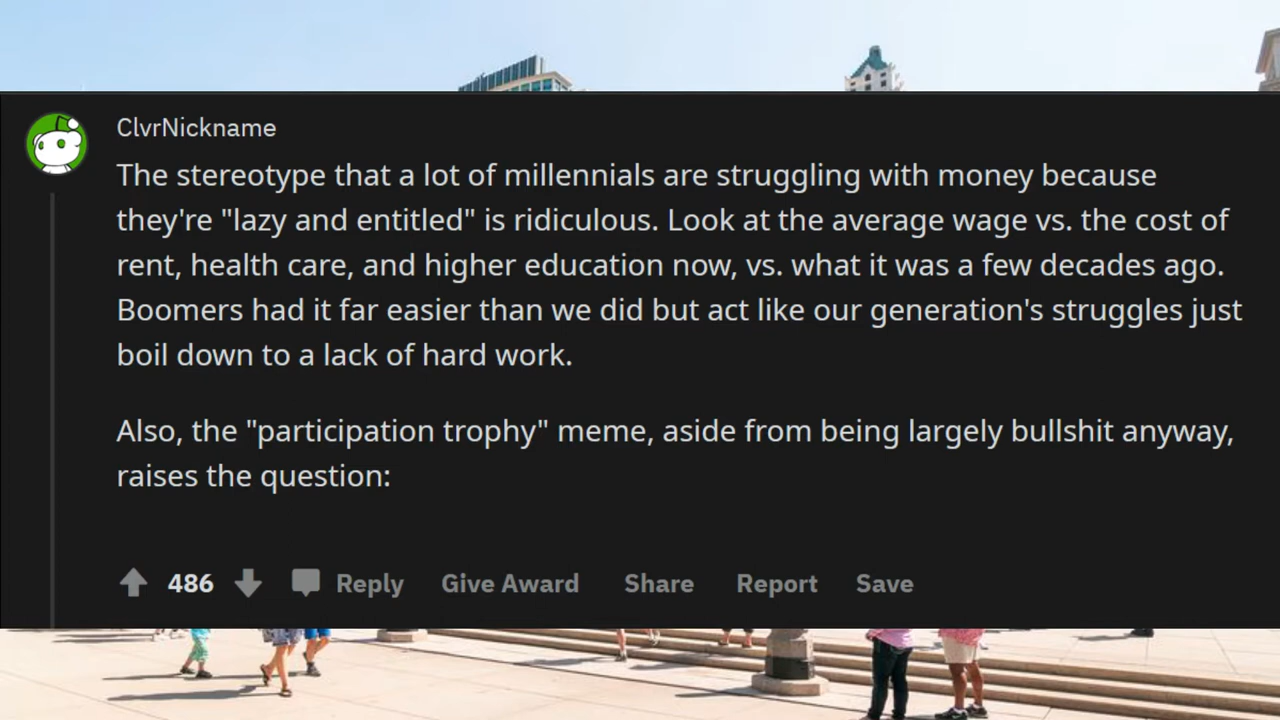 ClvrNickname
The stereotype that a lot of millennials are struggling with money because
they're "lazy and entitled" is ridiculous. Look at the average wage vs. the cost of
rent, health care, and higher education now, vs. what it was a few decades ago.
Boomers had it far easier than we did but act like our generation's struggles just
boil down to a lack of hard work.
Also, the "participation trophy" meme, aside from being largely bullshit anyway,
raises the question:
486 Reply Give Award Share Report Save